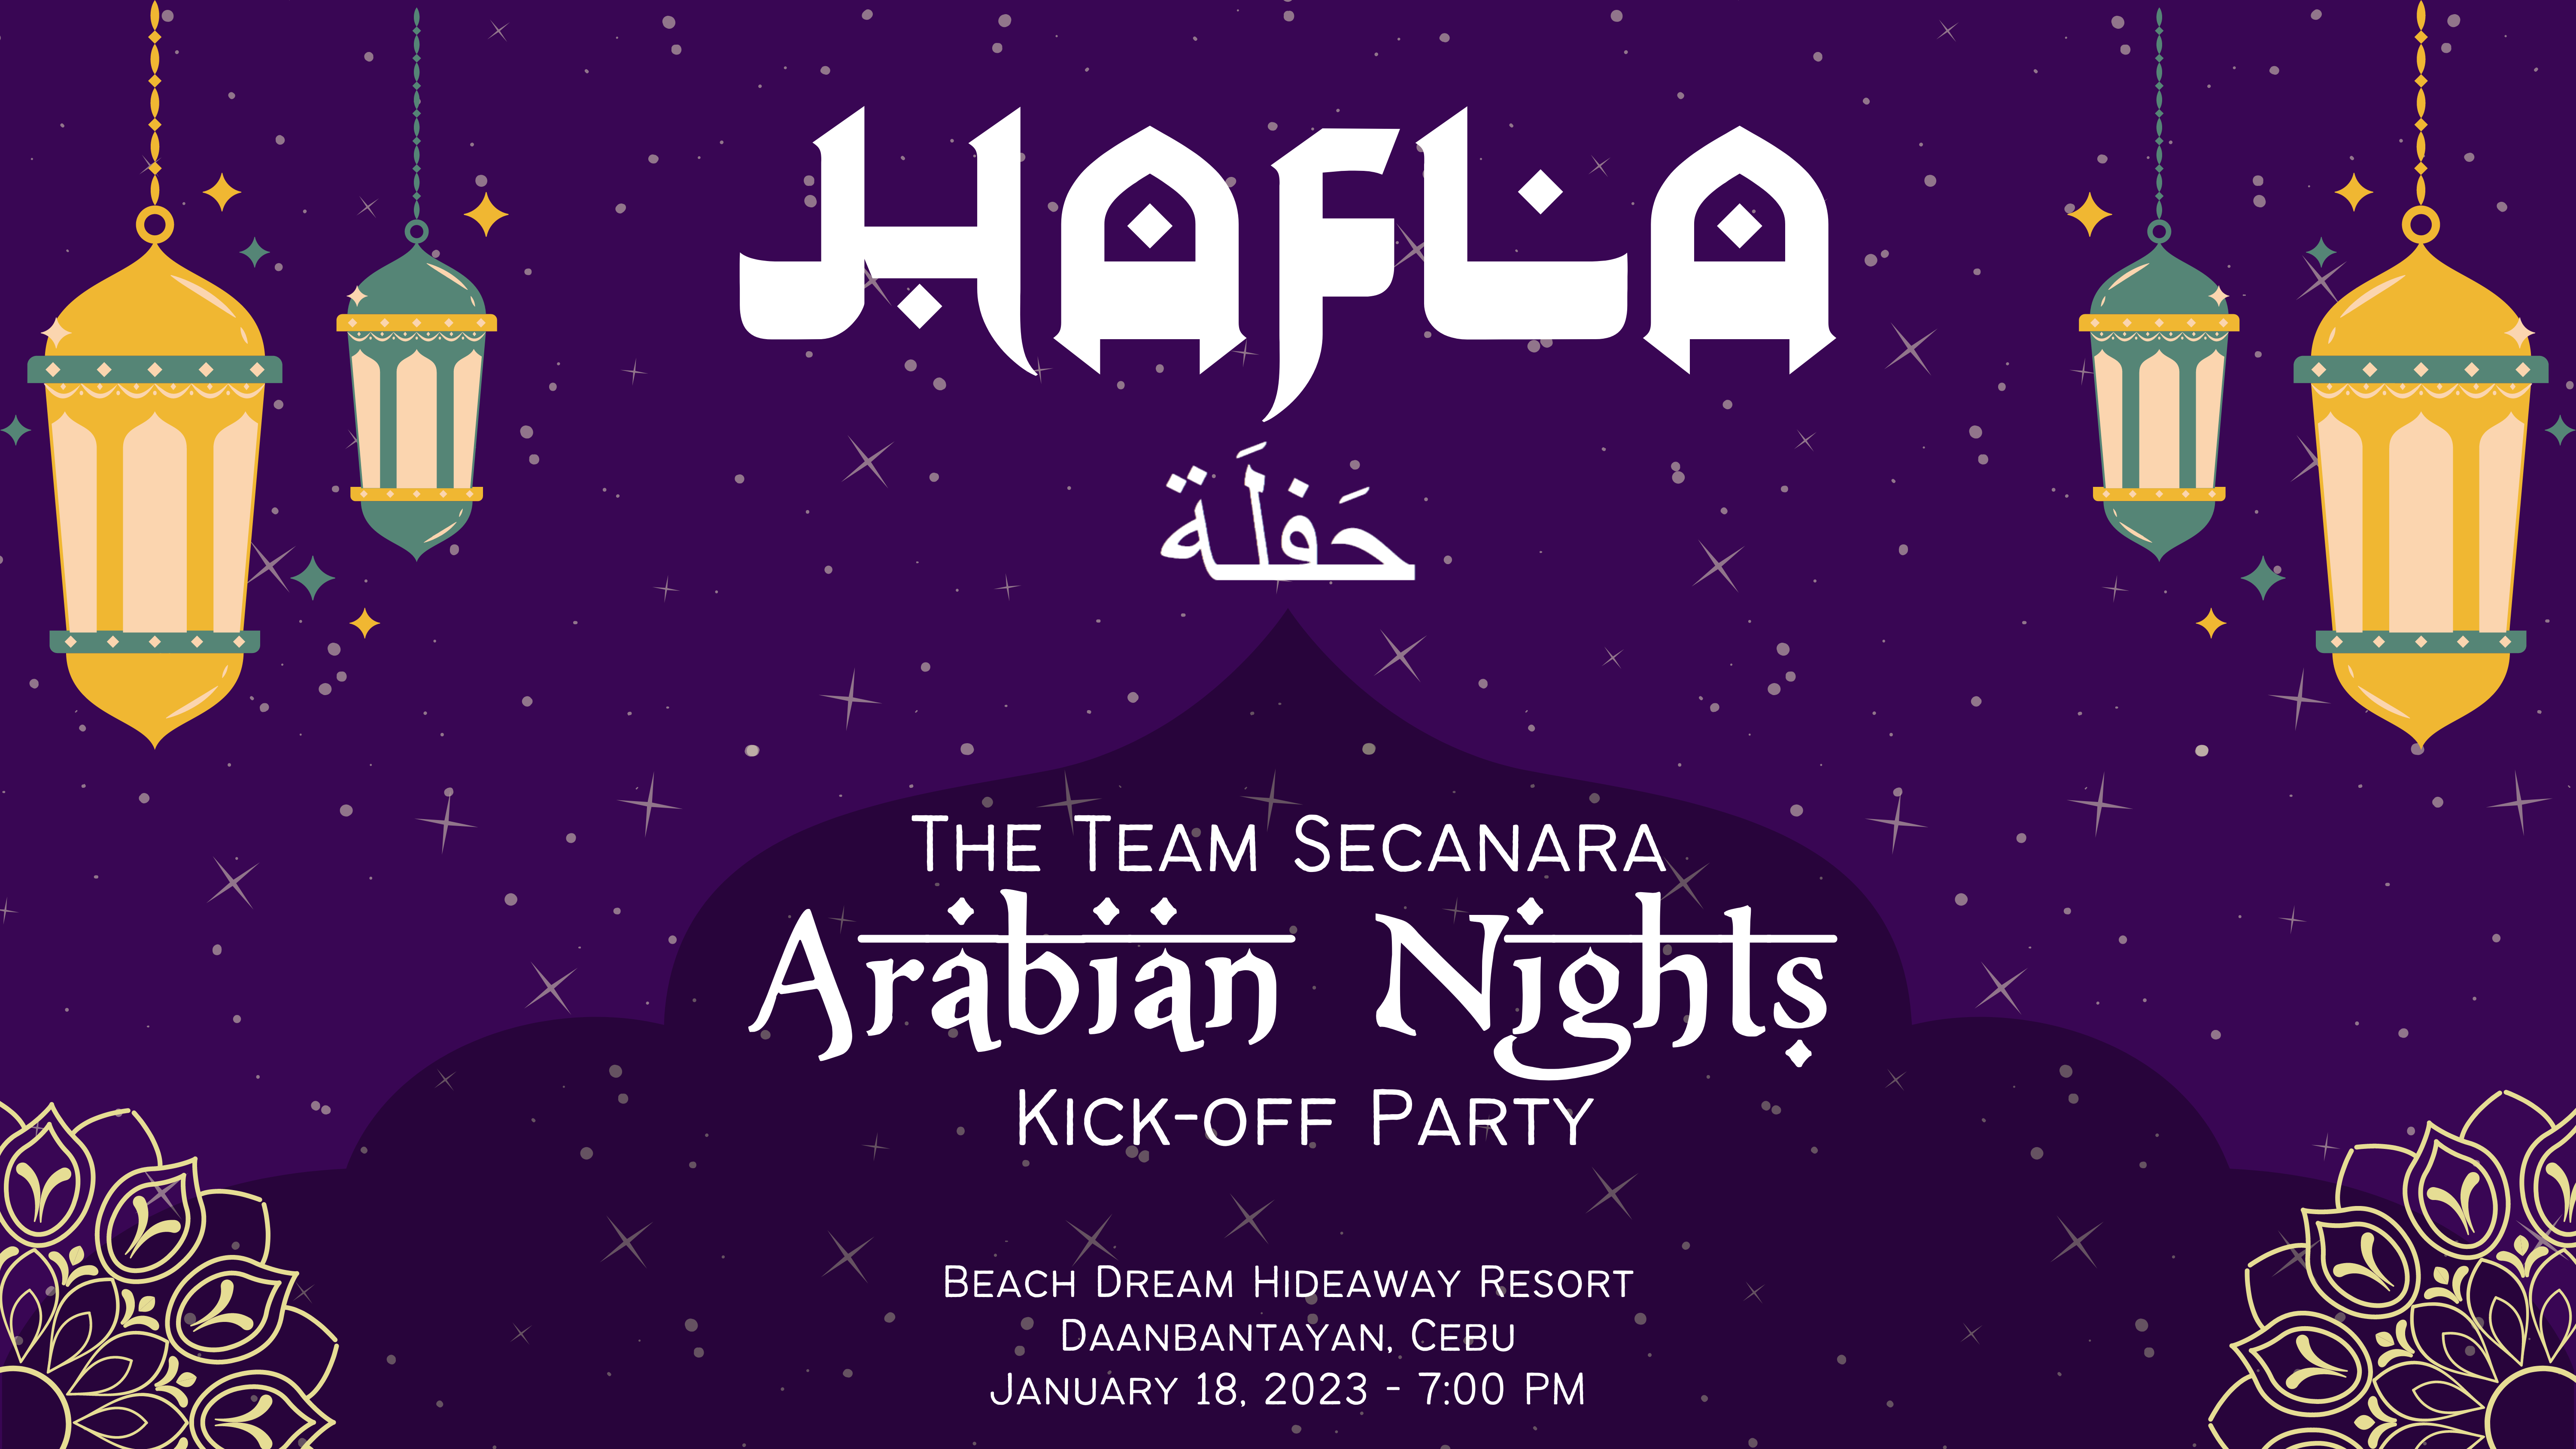 HAFLA
حَفلَة
THE TEAM SECANARA
Arabian Nights
KICK-OFF PARTY
BEACH DREAM HIDEAWAY RESORT
DAANBANTAYAN, CEBU
JANUARY 18, 2023 - 7:00 PM